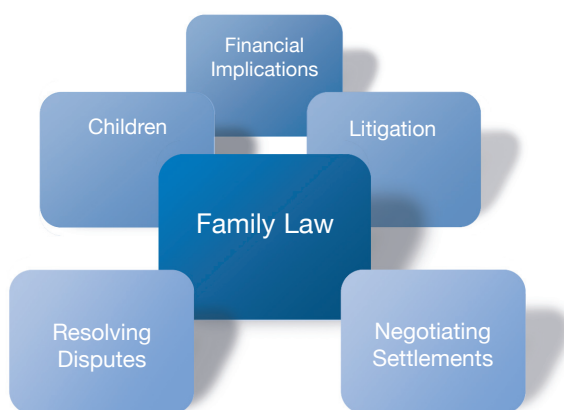 Financial
Implications
Children
Litigation
Family Law
Resolving
Disputes
Negotiating
Settlements